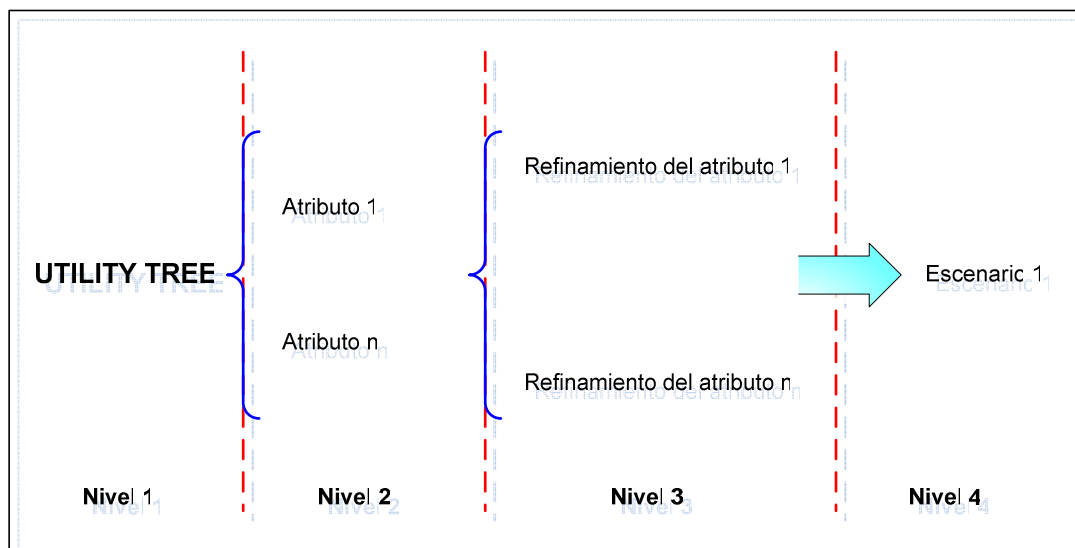 Refinamiento del atributo 1
Atributo 1
UTILITY TREE
Escenario 1
Atributo n
Refinamiento del atributo n
Nivel 1
Nivel 2
Nivel 3
Nivel 4